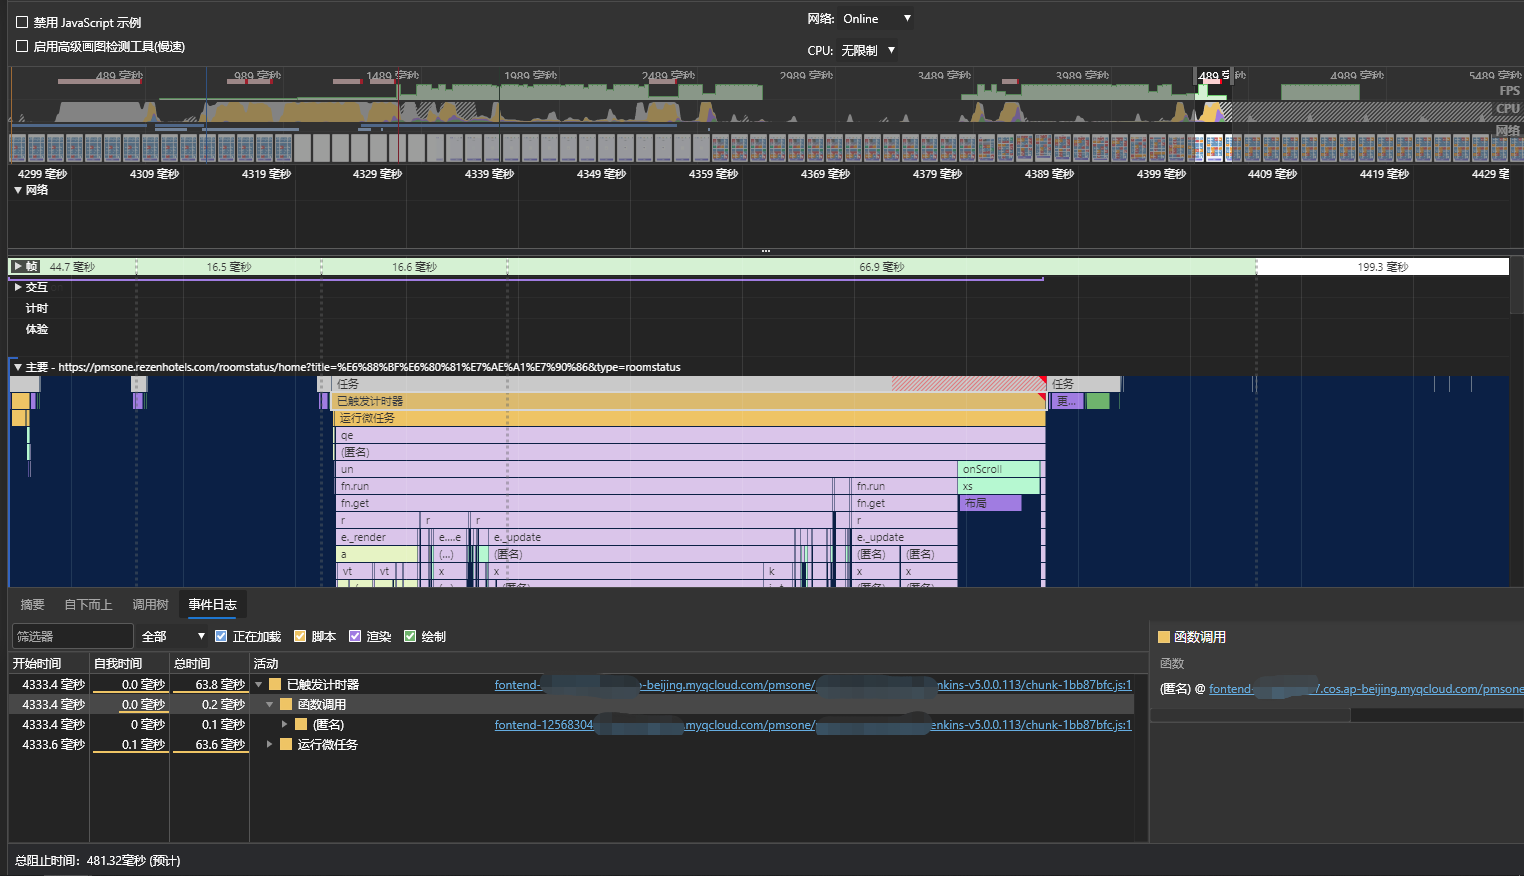 禁用 JavaScript 示例
网络: Online
启用高级画图检测工具(慢速)
CPU: 无限制
489 毫秒 989 毫秒 1489 毫秒 1989 毫秒 2489 毫秒 2989 毫秒 3489 毫秒 3989 毫秒 489 毫秒 4989 毫秒 5489 毫秒
FPS
CPU
网络
4299 毫秒 4309 毫秒 4319 毫秒 4329 毫秒 4339 毫秒 4349 毫秒 4359 毫秒 4369 毫秒 4379 毫秒 4389 毫秒 4399 毫秒 4409 毫秒 4419 毫秒 4429 毫秒
网络
...
帧 44.7 毫秒 16.5 毫秒 16.6 毫秒 66.9 毫秒 199.3 毫秒
交互
计时
体验
主要 - https://pmsone.rezenhotels.com/roomstatus/home?title=%E6%88%BF%E6%80%81%E7%AE%A1%E7%90%86&type=roomstatus
任务 任务
已触发计时器 更...
运行微任务
qe
(匿名)
un onScroll
fn.run fn.run xs
fn.get fn.get 布局
r r r r
e._render e....e e._update e._update
a (...) (匿名) (匿名) (匿名)
vt vt x x k x x
(匿名) (匿名) (匿名)
摘要 自下而上 调用树 事件日志
筛选器 全部 正在加载 脚本 渲染 绘制
函数调用
开始时间 自我时间 总时间 活动
函数
4333.4 毫秒 0.0 毫秒 63.8 毫秒 已触发计时器 fontend- p-beijing.myqcloud.com/pmsone/ nkins-v5.0.0.113/chunk-1bb87bfc.js:1
(匿名) @ fontend- 7.cos.ap-beijing.myqcloud.com/pmsone
4333.4 毫秒 0.0 毫秒 0.2 毫秒 函数调用
4333.4 毫秒 0 毫秒 0.1 毫秒 (匿名) fontend-12568304 .myqcloud.com/pmsone/ enkins-v5.0.0.113/chunk-1bb87bfc.js:1
4333.6 毫秒 0.1 毫秒 63.6 毫秒 运行微任务
总阻止时间: 481.32毫秒 (预计)